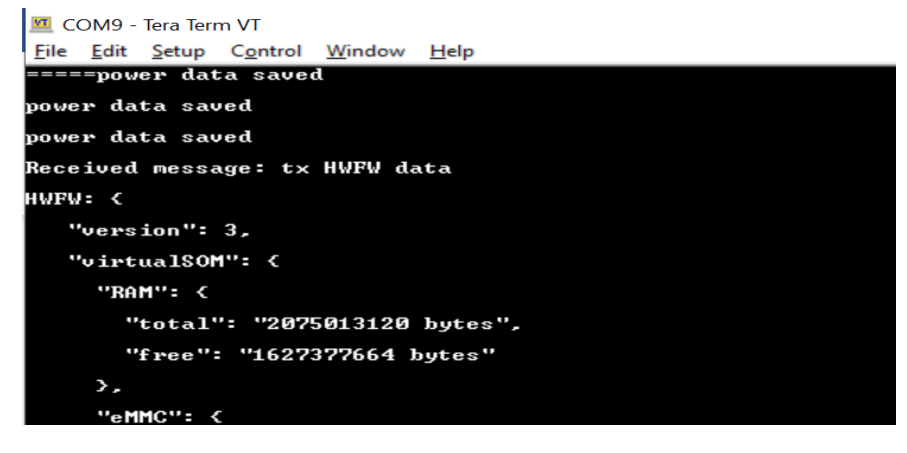 COM9 - Tera Term VT
File Edit Setup Control Window Help
=====power data saved
power data saved
power data saved
Received message: tx HWFW data
HWFW: {
"version": 3,
"virtualSOM": {
"RAM": {
"total": "2075013120 bytes",
"free": "1627377664 bytes"
},
"eMMC": {